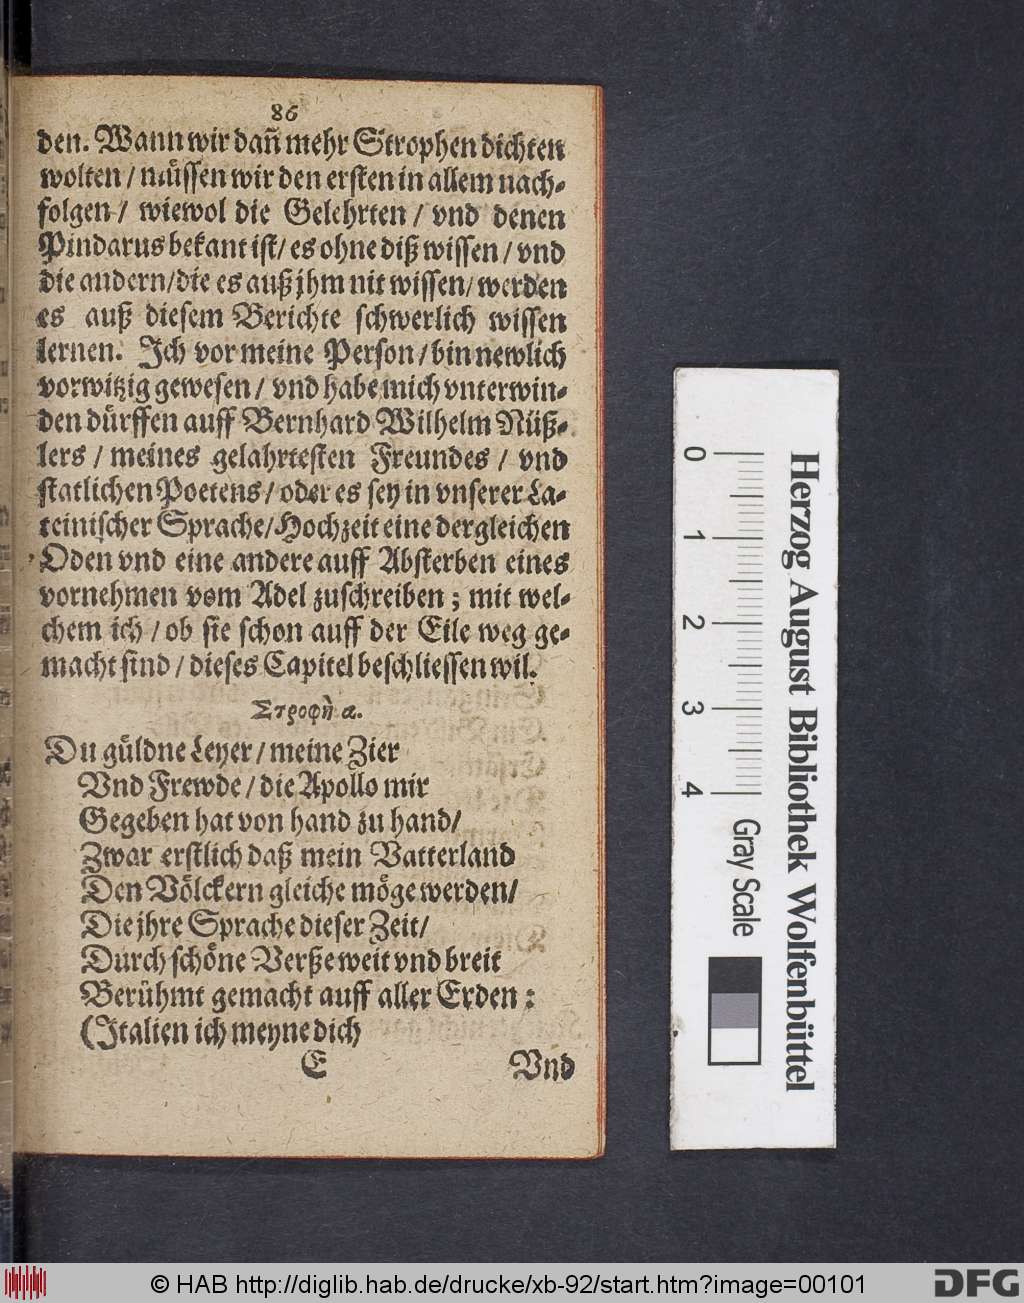 86
den. Wann wir dañ mehr Strophen dichten
wolten / müssen wir den ersten in allem nach-
folgen / wiewol die Gelehrten / vnd denen
Pindarus bekant ist / es ohne diß wissen / vnd
die andern / die es auß jhm nit wissen / werden
es auß diesem Berichte schwerlich wissen
lernen. Ich vor meine Person / bin newlich
vorwitzig gewesen / vnd habe mich vnterwin-
den dürffen auff Bernhard Wilhelm Nüß-
lers / meines gelahrtesten Freundes / vnd
statlichen Poetens / oder es sey in vnserer La-
teinischer Sprache / Hochzeit eine dergleichen
Oden vnd eine andere auff Absterben eines
vornehmen vom Adel zuschreiben ; mit wel-
chem ich / ob sie schon auff der Eile weg ge-
macht sind / dieses Capitel beschliessen wil.
Στροφὴ α.
Du güldne Leyer / meine Zier
Vnd Frewde / die Apollo mir
Gegeben hat von hand zu hand /
Zwar erstlich daß mein Vatterland
Den Völckern gleiche möge werden /
Die jhre Sprache dieser Zeit /
Durch schöne Verße weit vnd breit
Berühmt gemacht auff aller Erden :
(Italien ich meyne dich
E Vnd
Herzog August Bibliothek Wolfenbüttel
0 1 2 3 4 Gray Scale
© HAB http://diglib.hab.de/drucke/xb-92/start.htm?image=00101
DFG